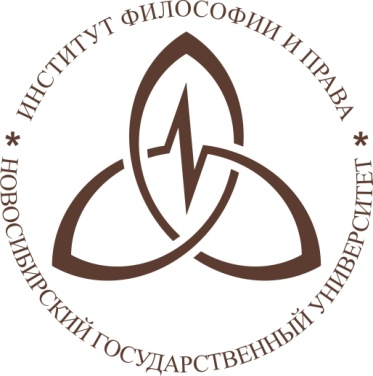 ИНСТИТУТ ФИЛОСОФИИ И ПРАВА
* НОВОСИБИРСКИЙ ГОСУДАРСТВЕННЫЙ УНИВЕРСИТЕТ *